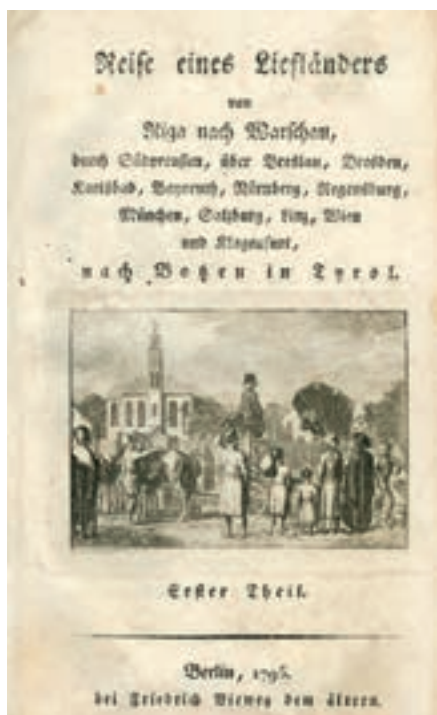 Reise eines Liefländers
von
Riga nach Warschau,
durch Südpreussen, über Breslau, Dresden,
Karlsbad, Bayreuth, Nürnberg, Regensburg,
München, Salzburg, Linz, Wien
und Klagenfurt,
nach Botzen in Tyrol.
Erster Theil.
Berlin, 1795.
bei Friedrich Vieweg dem ältern.